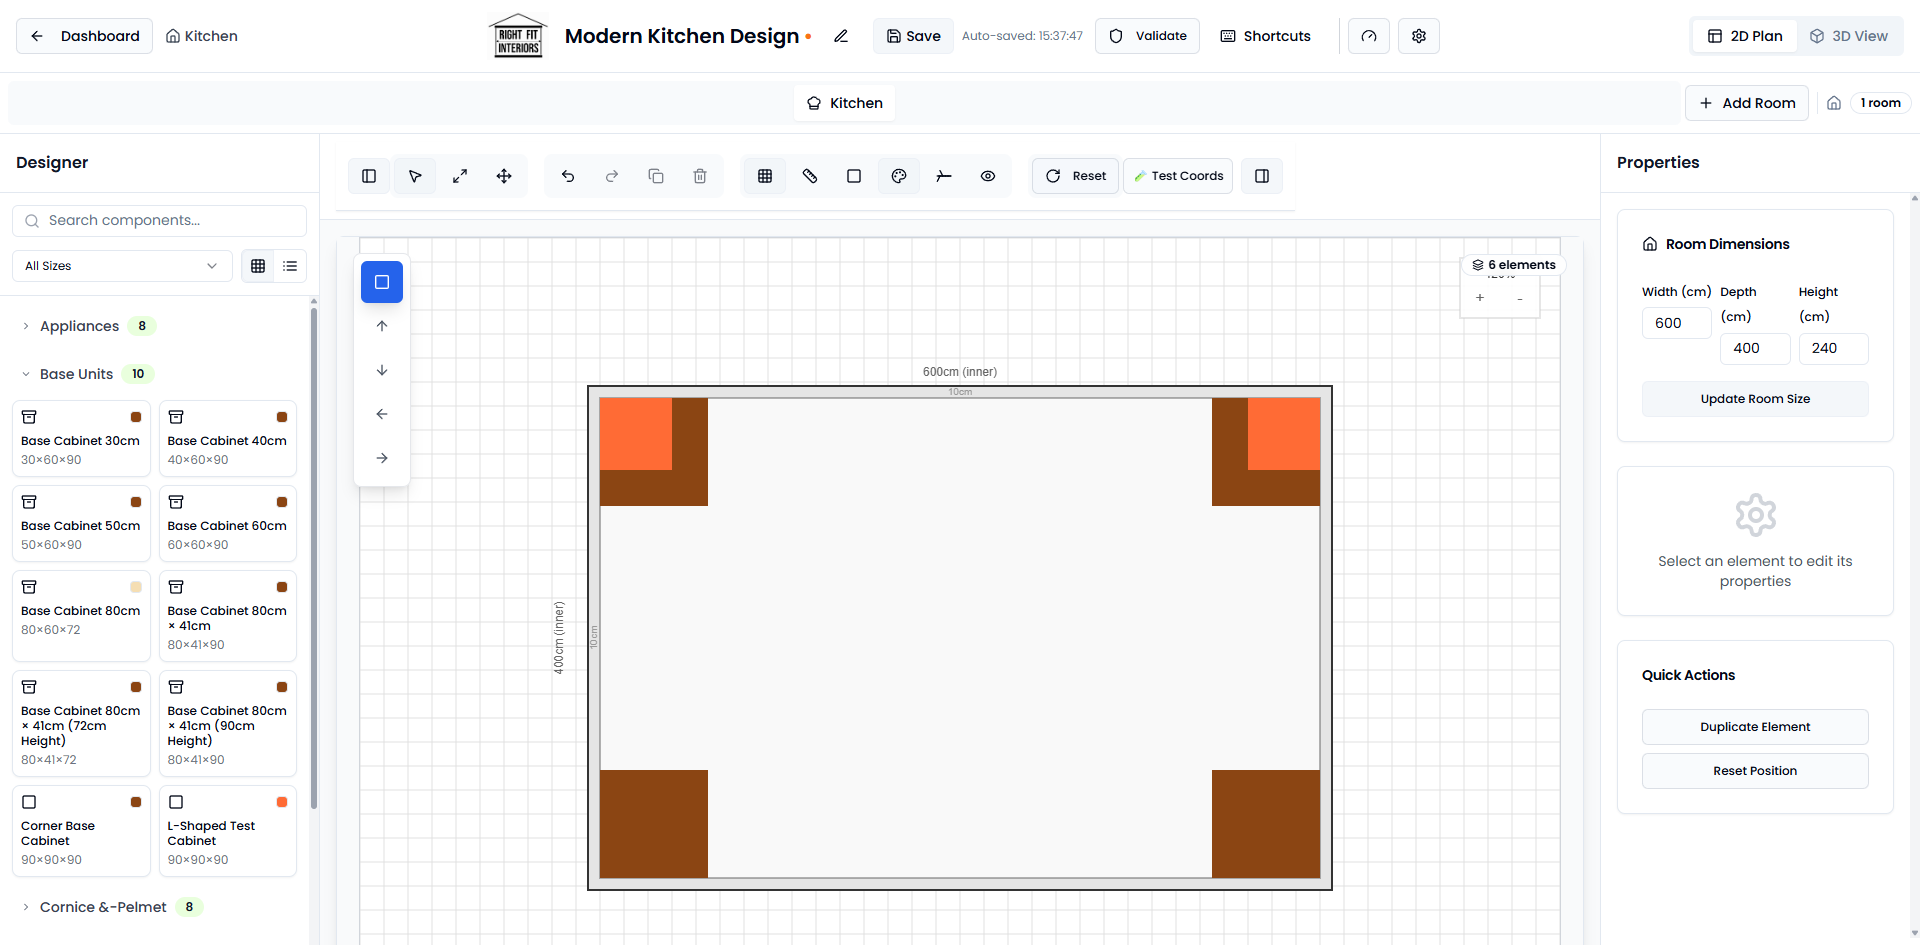 Dashboard
Kitchen
RIGHT FIT
INTERIORS
Modern Kitchen Design
Save
Auto-saved: 15:37:47
Validate
Shortcuts
2D Plan
3D View
Kitchen
Add Room
1 room
Designer
Search components...
All Sizes
Appliances 8
Base Units 10
Base Cabinet 30cm
30×60×90
Base Cabinet 40cm
40×60×90
Base Cabinet 50cm
50×60×90
Base Cabinet 60cm
60×60×90
Base Cabinet 80cm
80×60×72
Base Cabinet 80cm
× 41cm
80×41×90
Base Cabinet 80cm
× 41cm (72cm
Height)
80×41×72
Base Cabinet 80cm
× 41cm (90cm
Height)
80×41×90
Corner Base
Cabinet
90×90×90
L-Shaped Test
Cabinet
90×90×90
Cornice &-Pelmet 8
Reset
Test Coords
6 elements
+ -
600cm (inner)
10cm
400cm (inner)
10cm
Properties
Room Dimensions
Width (cm)
600
Depth
(cm)
400
Height
(cm)
240
Update Room Size
Select an element to edit its
properties
Quick Actions
Duplicate Element
Reset Position